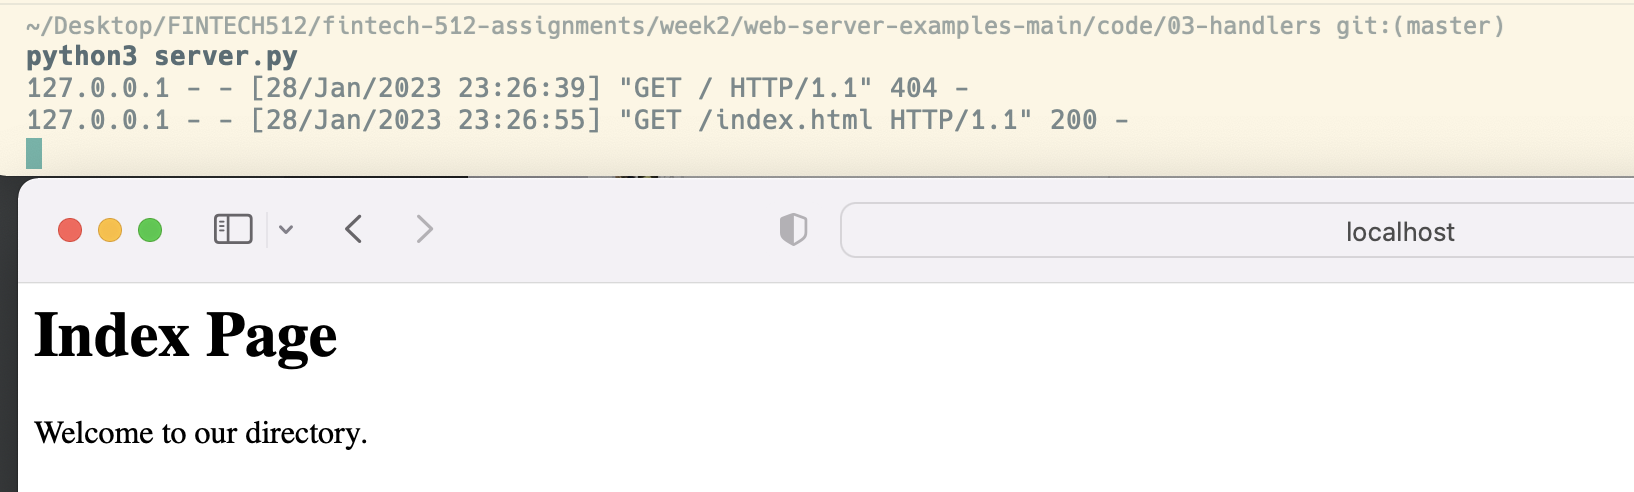 ~/Desktop/FINTECH512/fintech-512-assignments/week2/web-server-examples-main/code/03-handlers git:(master)
python3 server.py
127.0.0.1 - - [28/Jan/2023 23:26:39] "GET / HTTP/1.1" 404 -
127.0.0.1 - - [28/Jan/2023 23:26:55] "GET /index.html HTTP/1.1" 200 -
localhost
Index Page
Welcome to our directory.